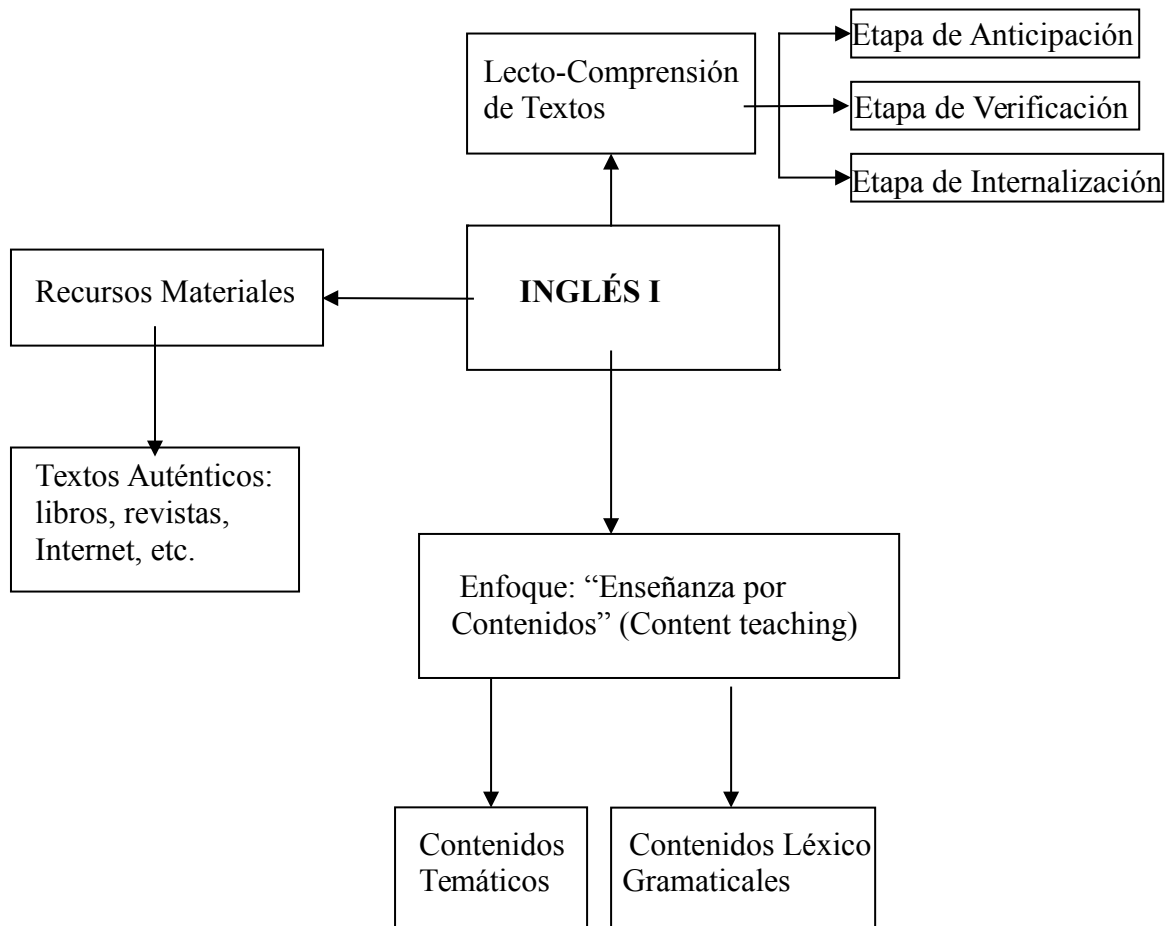 Etapa de Anticipación
Lecto-Comprensión
de Textos
Etapa de Verificación
Etapa de Internalización
Recursos Materiales
INGLÉS I
Textos Auténticos:
libros, revistas,
Internet, etc.
Enfoque: “Enseñanza por
Contenidos” (Content teaching)
Contenidos
Temáticos
Contenidos Léxico
Gramaticales